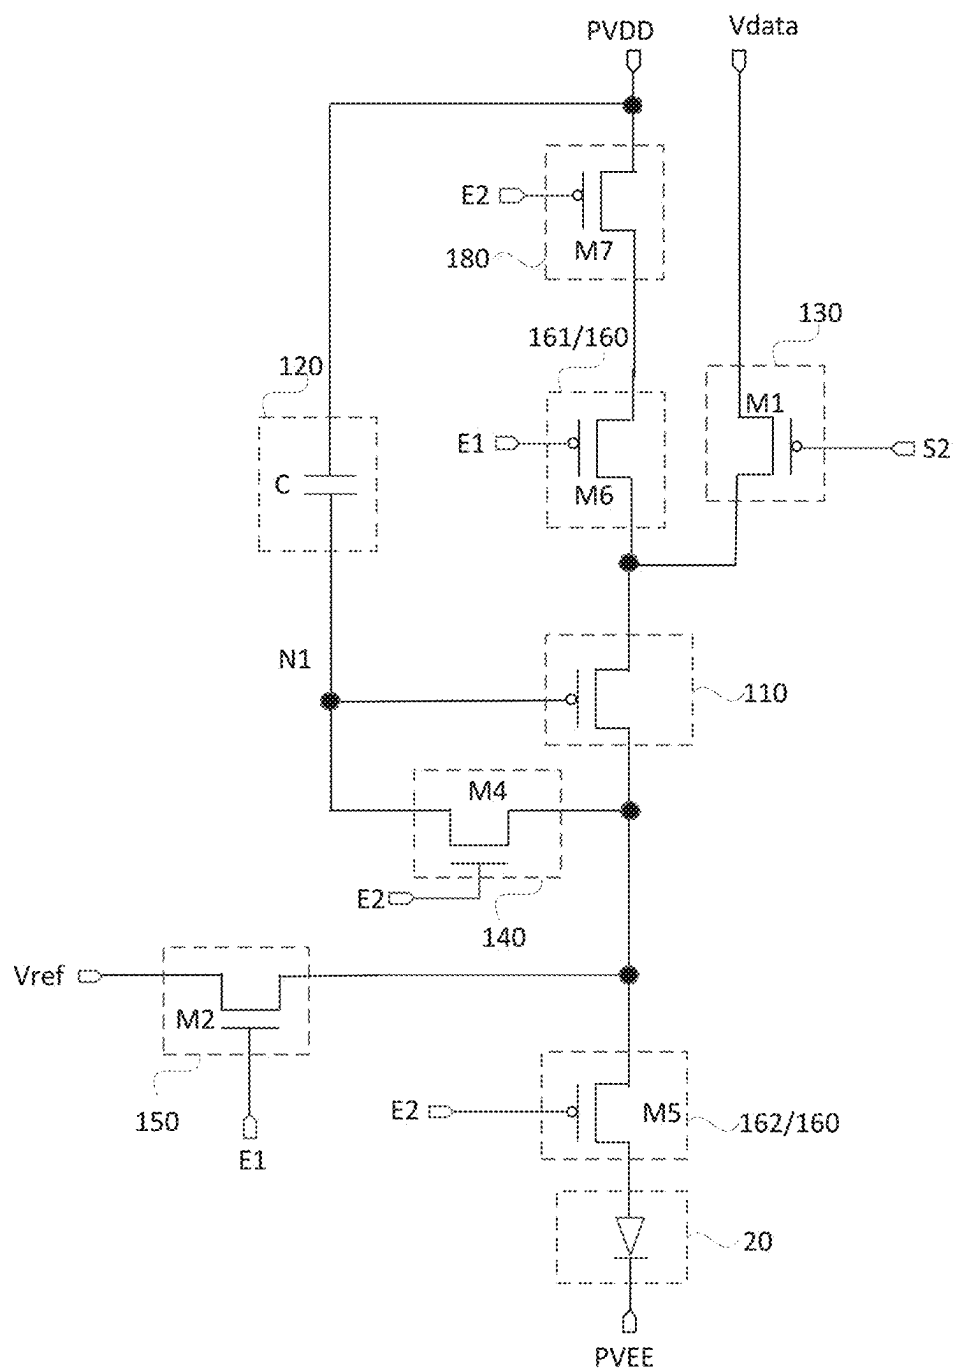 PVDD
Vdata
E2
M7
180
130
161/160
120
M1
E1
S2
C
M6
N1
110
M4
E2
140
Vref
M2
E2
M5
162/160
150
E1
20
PVEE